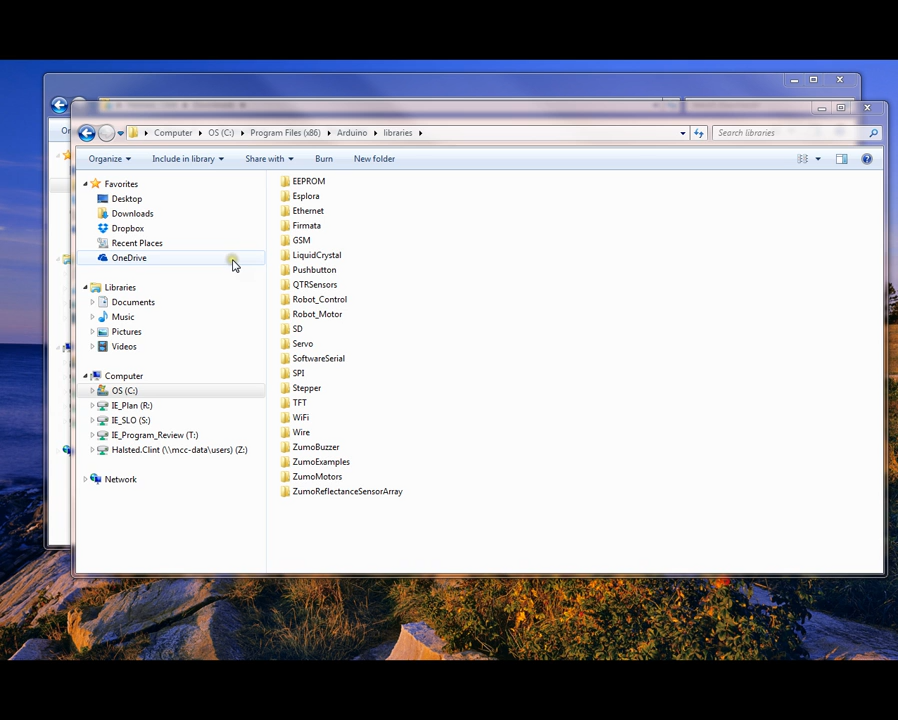 Computer OS (C:) Program Files (x86) Arduino libraries
Search libraries
Organize Include in library Share with Burn New folder
Favorites
Desktop
Downloads
Dropbox
Recent Places
OneDrive
Libraries
Documents
Music
Pictures
Videos
Computer
OS (C:)
IE_Plan (R:)
IE_SLO (S:)
IE_Program_Review (T:)
Halsted.Clint (\\mcc-data\users) (Z:)
Network
EEPROM
Esplora
Ethernet
Firmata
GSM
LiquidCrystal
Pushbutton
QTRSensors
Robot_Control
Robot_Motor
SD
Servo
SoftwareSerial
SPI
Stepper
TFT
WiFi
Wire
ZumoBuzzer
ZumoExamples
ZumoMotors
ZumoReflectanceSensorArray